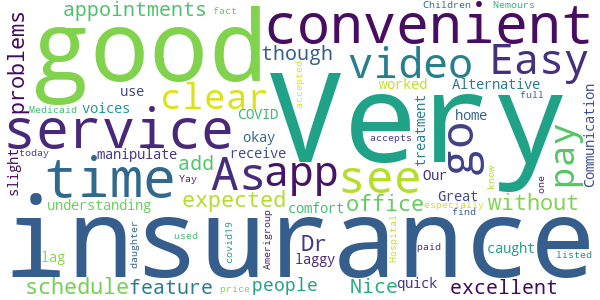 appointments
fact
Children
Nemours
good
convenient
problems
though
video
Easy
use
voices
clear
accepted
worked
Alternative
full
COVID
service
okay
home
treatment
go
pay
Communication
slight
Medicaid
today
manipulate
receive
accepts
time
Yay
add
As
app
see
Very
Our
Great
know
one
understanding
expected
comfort
office
especially
without
find
insurance
lag
daughter
used
covid19
Amerigroup
Dr
laggy
Hospital
paid
caught
listed
schedule
feature
price
people
Nice
quick
excellent